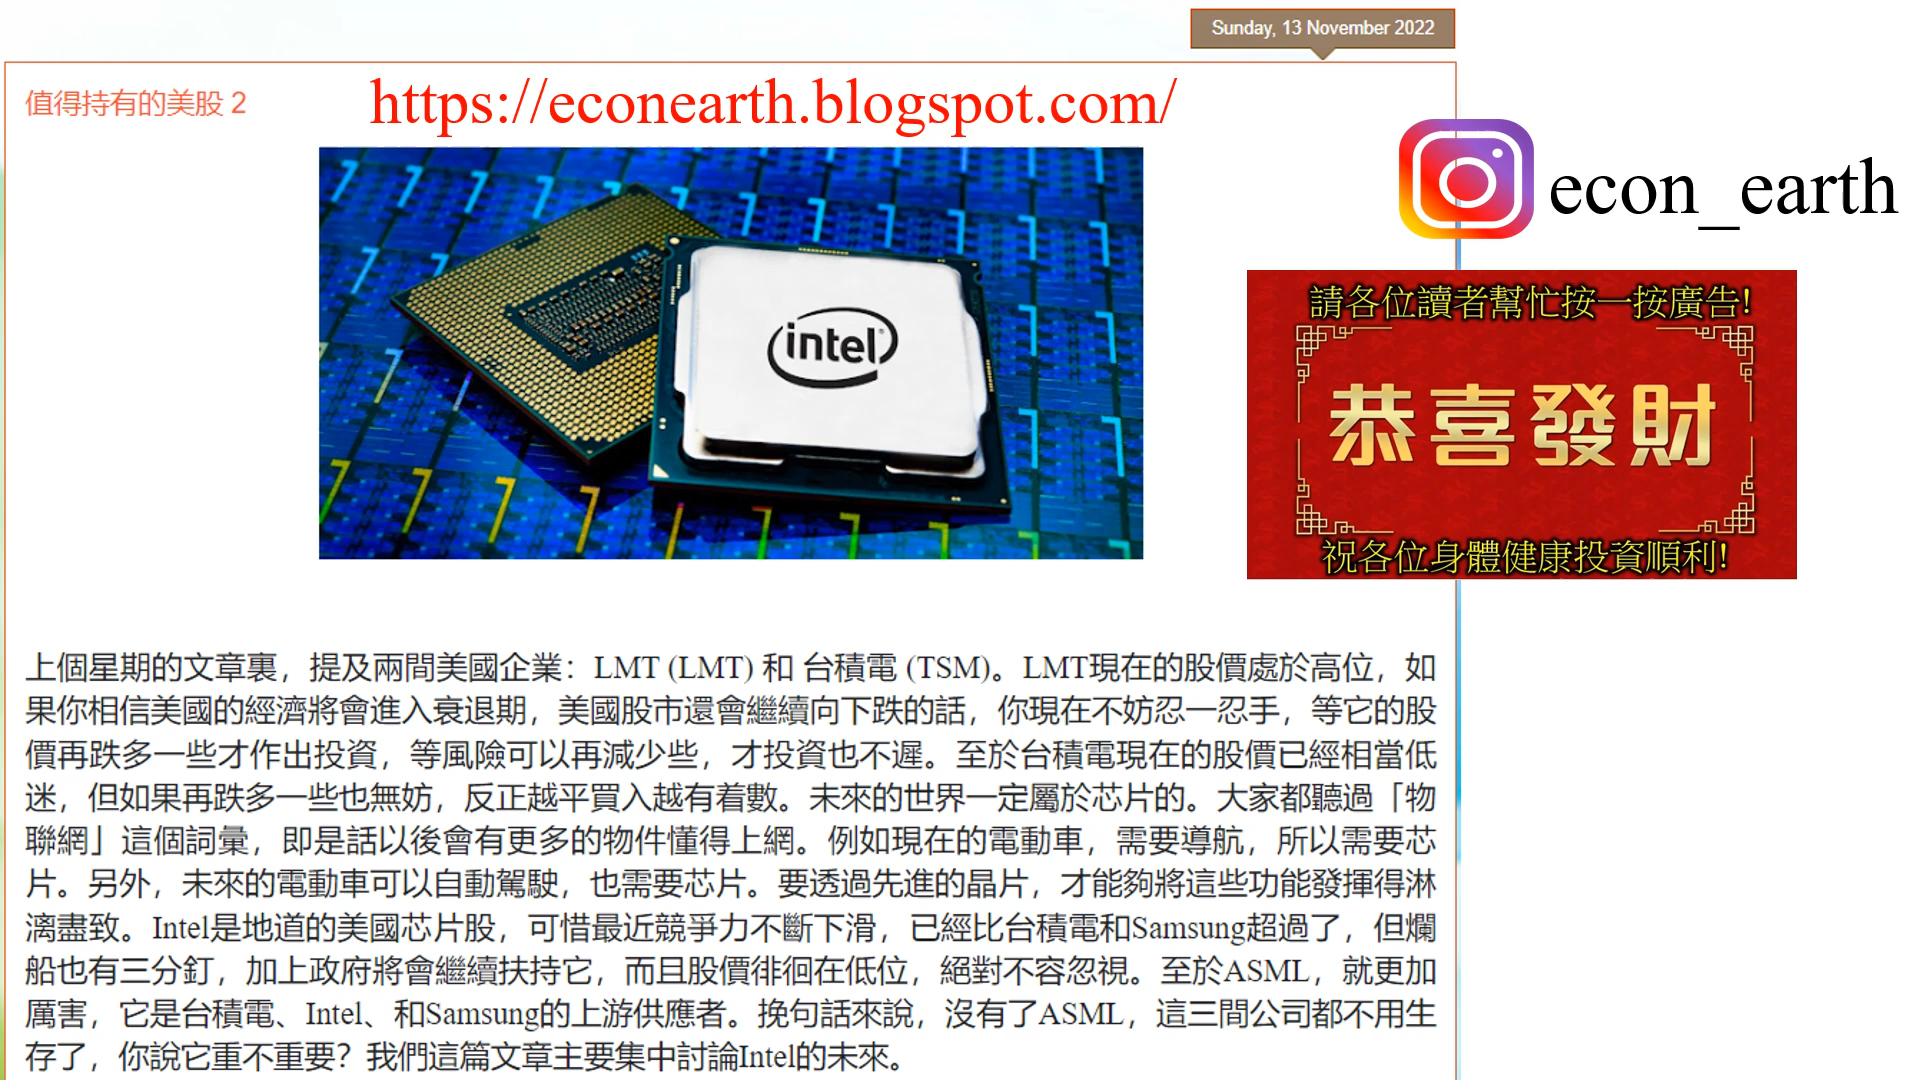 Sunday, 13 November 2022
值得持有的美股 2
https://econearth.blogspot.com/
econ_earth
intel
請各位讀者幫忙按一按廣告!
恭喜發財
祝各位身體健康投資順利!
上個星期的文章裏，提及兩間美國企業：LMT (LMT) 和 台積電 (TSM)。LMT現在的股價處於高位，如
果你相信美國的經濟將會進入衰退期，美國股市還會繼續向下跌的話，你現在不妨忍一忍手，等它的股
價再跌多一些才作出投資，等風險可以再減少些，才投資也不遲。至於台積電現在的股價已經相當低
迷，但如果再跌多一些也無妨，反正越平買入越有着數。未來的世界一定屬於芯片的。大家都聽過「物
聯網」這個詞彙，即是話以後會有更多的物件懂得上網。例如現在的電動車，需要導航，所以需要芯
片。另外，未來的電動車可以自動駕駛，也需要芯片。要透過先進的晶片，才能夠將這些功能發揮得淋
漓盡致。Intel是地道的美國芯片股，可惜最近競爭力不斷下滑，已經比台積電和Samsung超過了，但爛
船也有三分釘，加上政府將會繼續扶持它，而且股價徘徊在低位，絕對不容忽視。至於ASML，就更加
厲害，它是台積電、Intel、和Samsung的上游供應者。挽句話來說，沒有了ASML，這三間公司都不用生
存了，你說它重不重要？我們這篇文章主要集中討論Intel的未來。